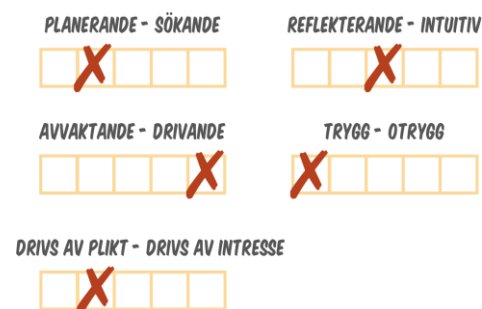 PLANERANDE - SÖKANDE
REFLEKTERANDE - INTUITIV
AVVAKTANDE - DRIVANDE
TRYGG - OTRYGG
DRIVS AV PLIKT - DRIVS AV INTRESSE